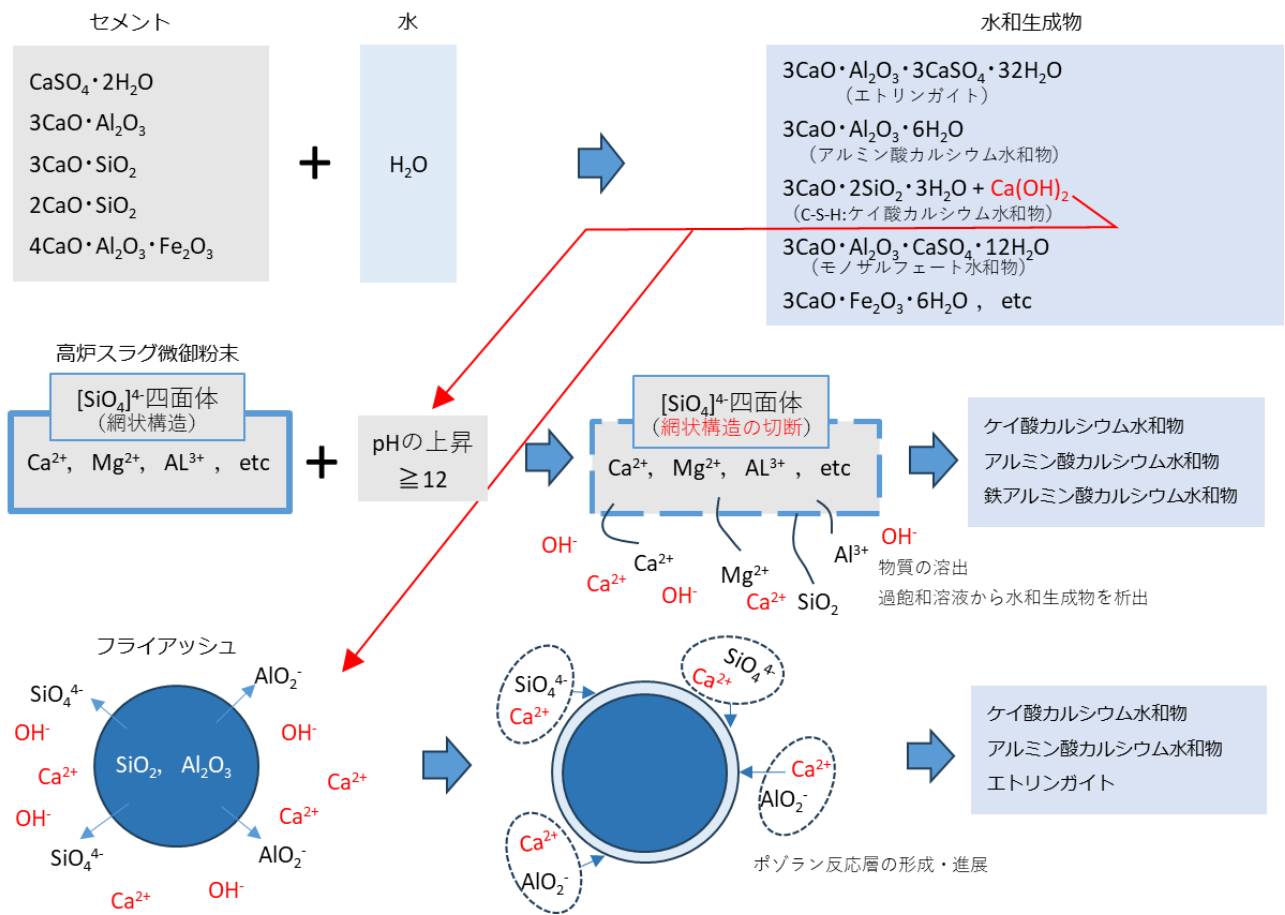 セメント
水
水和生成物
CaSO₄・2H₂O
3CaO・Al₂O₃
3CaO・SiO₂
2CaO・SiO₂
4CaO・Al₂O₃・Fe₂O₃
+
H₂O
3CaO・Al₂O₃・3CaSO₄・32H₂O
（エトリンガイト）
3CaO・Al₂O₃・6H₂O
（アルミン酸カルシウム水和物）
3CaO・2SiO₂・3H₂O + Ca(OH)₂
（C-S-H:ケイ酸カルシウム水和物）
3CaO・Al₂O₃・CaSO₄・12H₂O
（モノサルフェート水和物）
3CaO・Fe₂O₃・6H₂O , etc
高炉スラグ微御粉末
[SiO₄]⁴⁻四面体
（網状構造）
Ca²⁺, Mg²⁺, AL³⁺ , etc
+
pHの上昇
≧12
[SiO₄]⁴⁻四面体
（網状構造の切断）
Ca²⁺, Mg²⁺, AL³⁺ , etc
OH⁻
Ca²⁺
Ca²⁺
OH⁻
Mg²⁺
Ca²⁺
SiO₂
Al³⁺
OH⁻
物質の溶出
過飽和溶液から水和生成物を析出
ケイ酸カルシウム水和物
アルミン酸カルシウム水和物
鉄アルミン酸カルシウム水和物
フライアッシュ
SiO₄⁴⁻
AlO₂⁻
OH⁻
OH⁻
SiO₂, Al₂O₃
Ca²⁺
Ca²⁺
OH⁻
Ca²⁺
SiO₄⁴⁻
AlO₂⁻
Ca²⁺
OH⁻
SiO₄⁴⁻
Ca²⁺
SiO₄⁴⁻
Ca²⁺
Ca²⁺
AlO₂⁻
Ca²⁺
AlO₂⁻
ポゾラン反応層の形成・進展
ケイ酸カルシウム水和物
アルミン酸カルシウム水和物
エトリンガイト